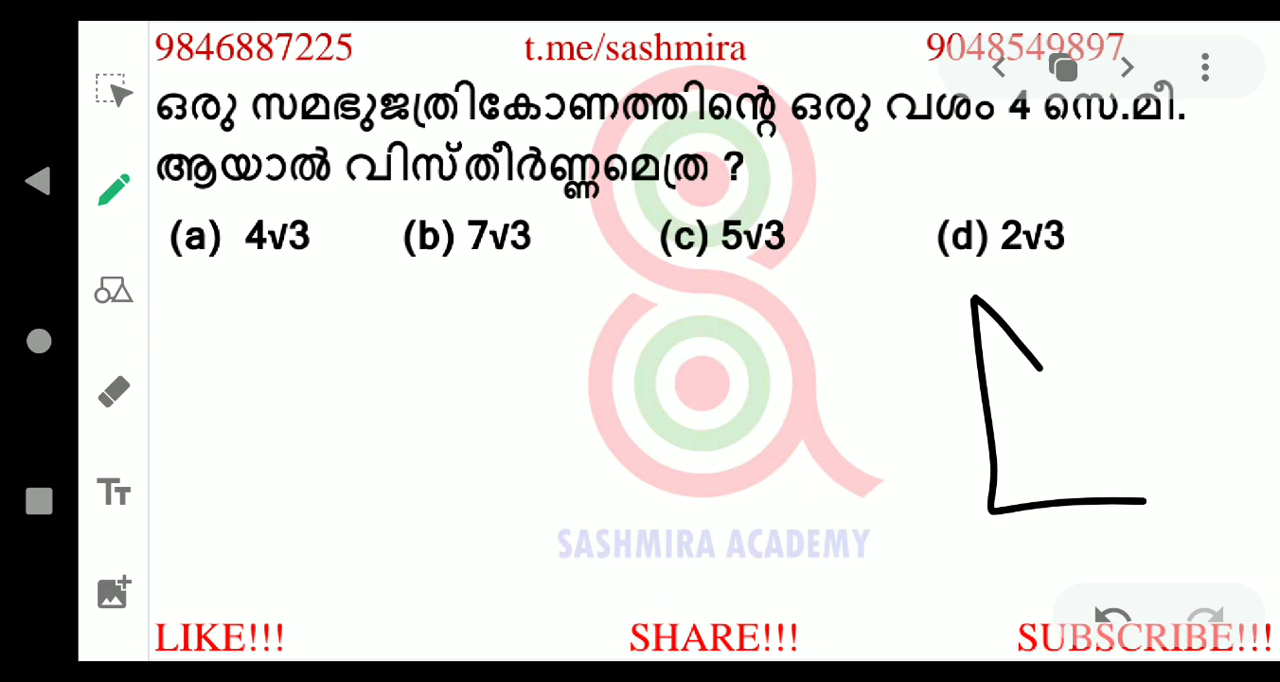 9846887225 t.me/sashmira 9048549897
ഒരു സമഭുജത്രികോണത്തിന്റെ ഒരു വശം 4 സെ.മീ.
ആയാൽ വിസ്തീർണ്ണമെത്ര ?
(a) 4√3 (b) 7√3 (c) 5√3 (d) 2√3
SASHMIRA ACADEMY
LIKE!!! SHARE!!! SUBSCRIBE!!!
TT